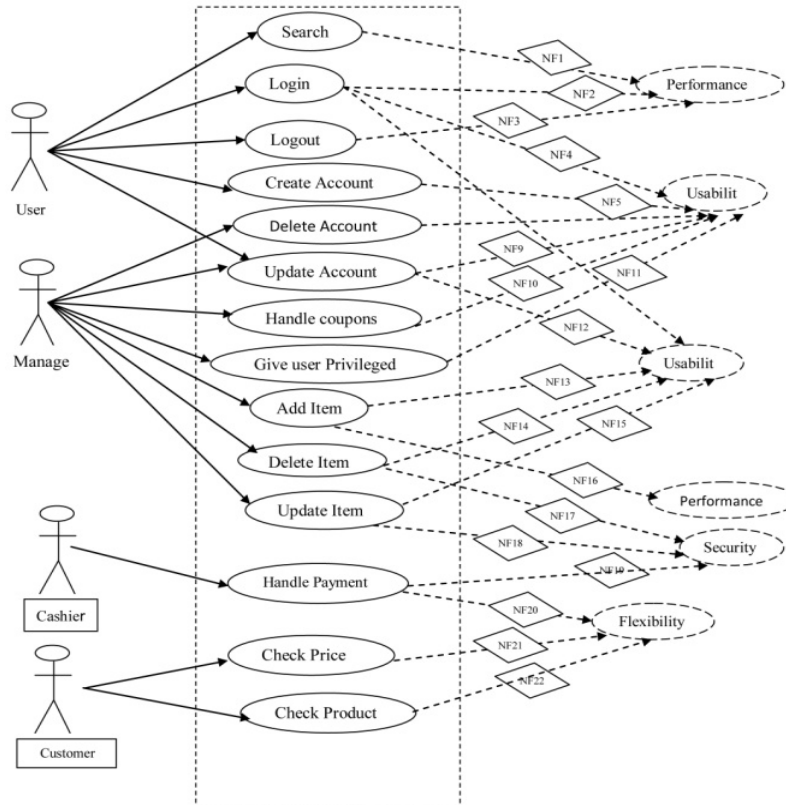 Search
NF1
Performance
Login
NF2
NF3
Logout
NF4
User
Create Account
NF5
Usabilit
Delete Account
NF9
Update Account
NF10
NF11
Manage
Handle coupons
NF12
Give user Privileged
Usabilit
NF13
Add Item
NF14
NF15
Delete Item
NF16
Performance
Update Item
NF17
NF18
Security
Cashier
Handle Payment
NF19
NF20
Flexibility
Check Price
NF21
NF22
Check Product
Customer